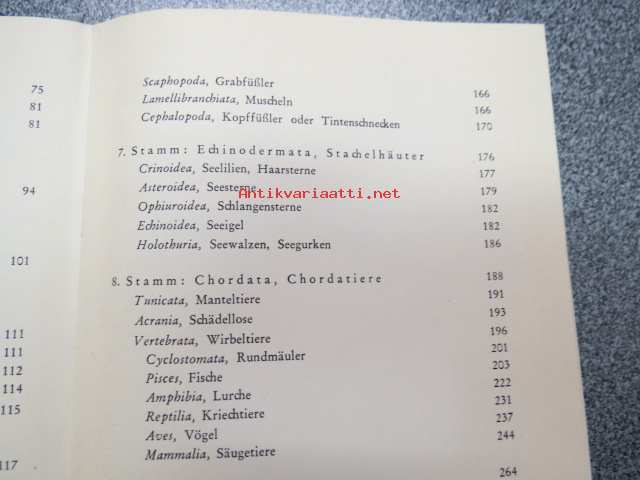 75
81
81
94
101
111
111
112
114
115
117
Scaphopoda, Grabfüßler 166
Lamellibranchiata, Muscheln 166
Cephalopoda, Kopffüßler oder Tintenschnecken 170
7. Stamm: Echinodermata, Stachelhäuter 176
Crinoidea, Seelilien, Haarsterne 177
Asteroidea, Seesterne 179
Antikvariaatti.net
Ophiuroidea, Schlangensterne 182
Echinoidea, Seeigel 182
Holothuria, Seewalzen, Seegurken 186
8. Stamm: Chordata, Chordatiere 188
Tunicata, Manteltiere 191
Acrania, Schädellose 193
Vertebrata, Wirbeltiere 196
Cyclostomata, Rundmäuler 201
Pisces, Fische 203
Amphibia, Lurche 222
Reptilia, Kriechtiere 231
Aves, Vögel 237
Mammalia, Säugetiere 244
264